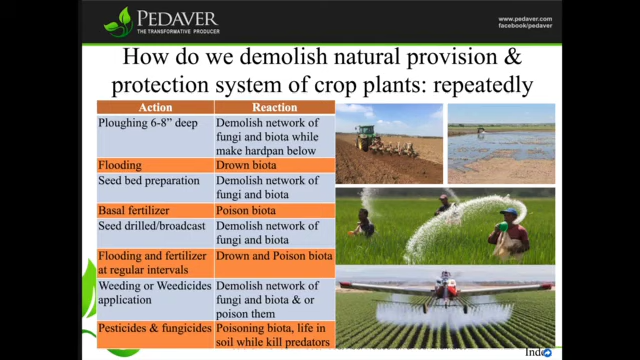 PEDAVER
THE TRANSFORMATIVE PRODUCER
www.pedaver.com
facebook/pedaver
How do we demolish natural provision &
protection system of crop plants: repeatedly
Action Reaction
Ploughing 6-8” deep Demolish network of
fungi and biota while
make hardpan below
Flooding Drown biota
Seed bed preparation Demolish network of
fungi and biota
Basal fertilizer Poison biota
Seed drilled/broadcast Demolish network of
fungi and biota
Flooding and fertilizer Drown and Poison biota
at regular intervals
Weeding or Weedicides Demolish network of
application fungi and biota & or
poison them
Pesticides & fungicides Poisoning biota, life in
soil while kill predators